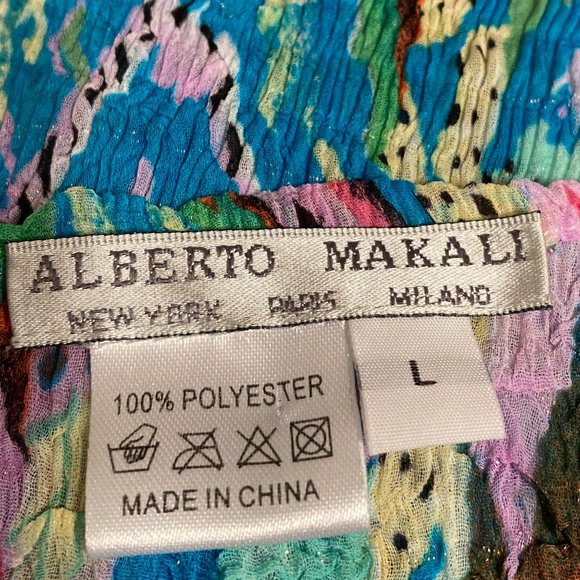 ALBERTO MAKALI
NEW YORK PARIS MILANO
L
100% POLYESTER
MADE IN CHINA